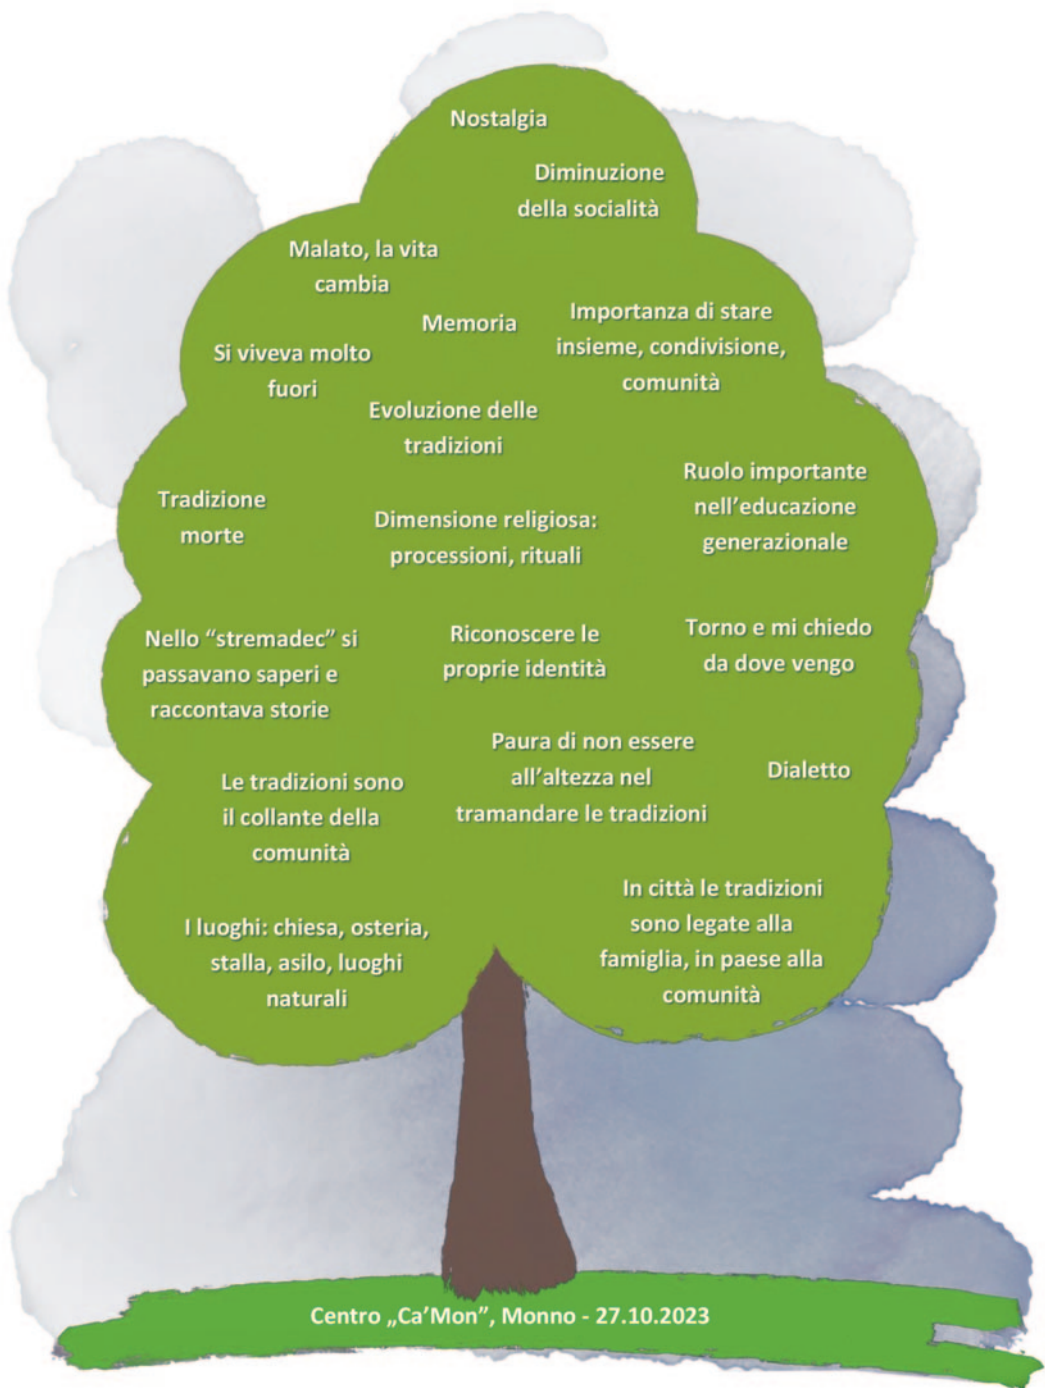 Nostalgia
Diminuzione
della socialità
Malato, la vita
cambia
Memoria
Importanza di stare
insieme, condivisione,
comunità
Si viveva molto
fuori
Evoluzione delle
tradizioni
Ruolo importante
nell'educazione
generazionale
Tradizione
morte
Dimensione religiosa:
processioni, rituali
Nello "stremadec" si
passavano saperi e
raccontava storie
Riconoscere le
proprie identità
Torno e mi chiedo
da dove vengo
Paura di non essere
all'altezza nel
tramandare le tradizioni
Dialetto
Le tradizioni sono
il collante della
comunità
In città le tradizioni
sono legate alla
famiglia, in paese alla
comunità
I luoghi: chiesa, osteria,
stalla, asilo, luoghi
naturali
Centro „Ca'Mon", Monno - 27.10.2023